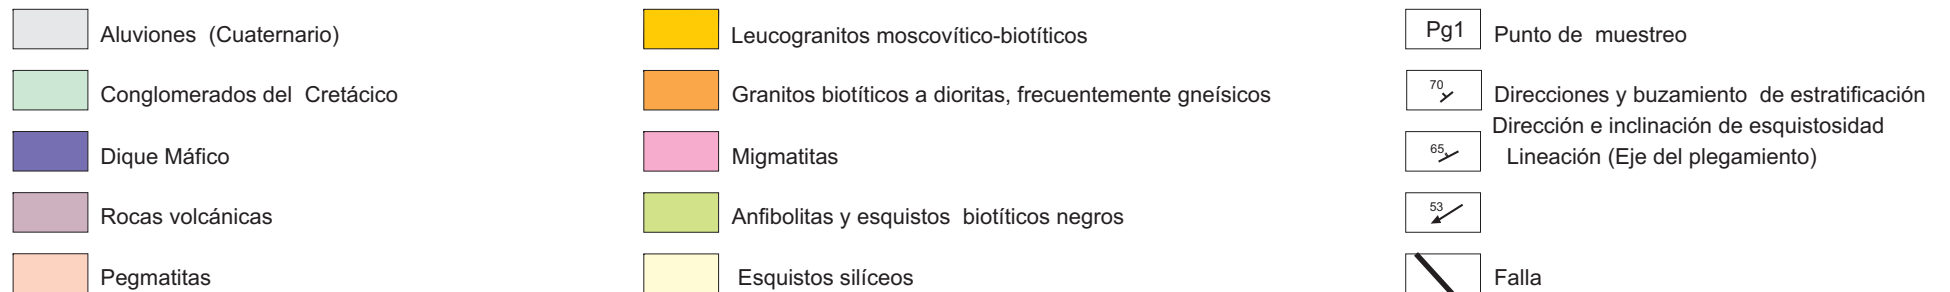 Aluviones (Cuaternario)
Conglomerados del Cretácico
Dique Máfico
Rocas volcánicas
Pegmatitas
Leucogranitos moscovítico-biotíticos
Granitos biotíticos a dioritas, frecuentemente gneísicos
Migmatitas
Anfibolitas y esquistos biotíticos negros
Esquistos silíceos
Pg1 Punto de muestreo
70 Direcciones y buzamiento de estratificación
Dirección e inclinación de esquistosidad
65 Lineación (Eje del plegamiento)
53
Falla